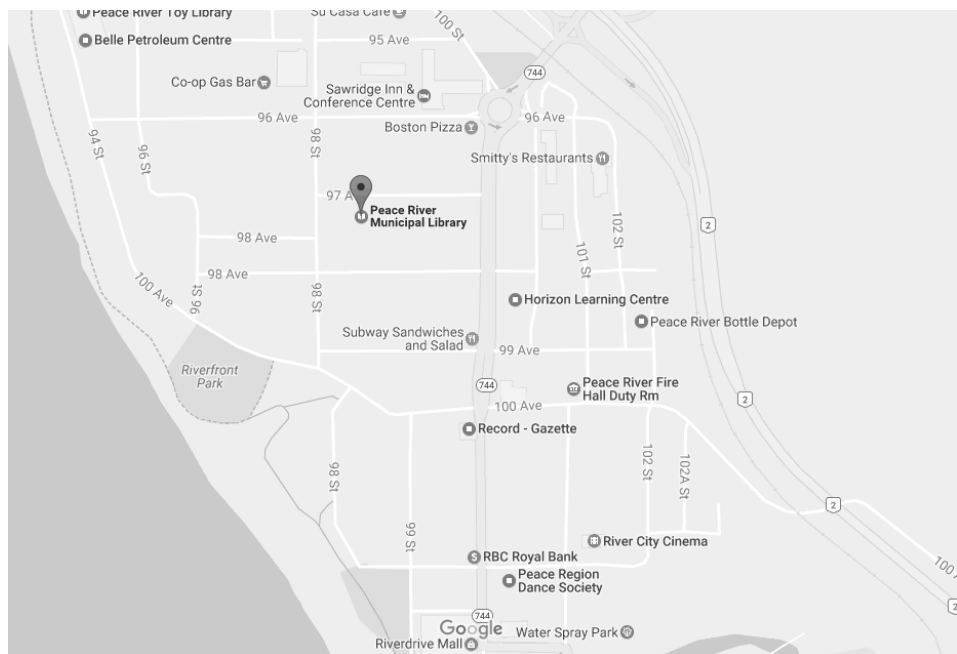 Peace River Toy Library
Su Casa Cafe
100 St
Belle Petroleum Centre
95 Ave
744
Co-op Gas Bar
Sawridge Inn &
Conference Centre
96 Ave
Boston Pizza
96 Ave
94 St
96 St
98 St
Smitty's Restaurants
97 A
Peace River
Municipal Library
102 St
2
98 Ave
101 St
98 Ave
100 Ave
96 St
98 St
Horizon Learning Centre
Peace River Bottle Depot
Subway Sandwiches
and Salad
99 Ave
Riverfront
Park
744
Peace River Fire
Hall Duty Rm
2
100 Ave
Record - Gazette
98 St
102 St
102A St
2
99 St
River City Cinema
RBC Royal Bank
100 A
Peace Region
Dance Society
2
744
Google
Water Spray Park
Riverdrive Mall